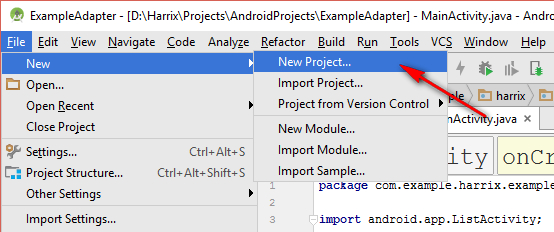 ExampleAdapter - [D:\Harrix\Projects\AndroidProjects\ExampleAdapter] - MainActivity.java - And
File Edit View Navigate Code Analyze Refactor Build Run Tools VCS Window Help
New
Open...
Open Recent
Close Project
Settings... Ctrl+Alt+S
Project Structure... Ctrl+Alt+Shift+S
Other Settings
Import Settings...
New Project...
Import Project...
Project from Version Control
New Module...
Import Module...
Import Sample...
ple
harrix
nActivity.java
ity
onCr
1
2
3
package com.example.harrix.example
import android.app.ListActivity;